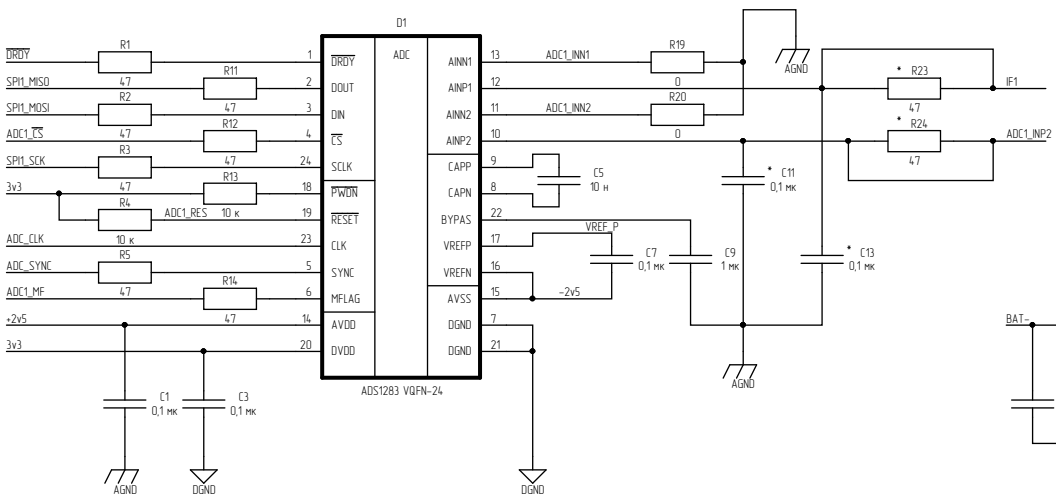 D1
ADC
DRDY
R1
47
1
DRDY
SPI1_MISO
R11
47
2
DOUT
SPI1_MOSI
R2
47
3
DIN
ADC1_CS
R12
47
4
CS
SPI1_SCK
R3
47
24
SCLK
3v3
R13
10 к
18
PWDN
R4
10 к
ADC1_RES
19
RESET
ADC_CLK
23
CLK
ADC_SYNC
R5
47
5
SYNC
ADC1_MF
R14
47
6
MFLAG
+2v5
14
AVDD
3v3
20
DVDD
C1
0,1 мк
C3
0,1 мк
AGND
DGND
ADS1283 VQFN-24
AINN1
13
ADC1_INN1
R19
0
AGND
AINP1
12
* R23
47
IF1
AINN2
11
ADC1_INN2
R20
0
AINP2
10
* R24
47
ADC1_INP2
CAPP
9
C5
10 н
CAPN
8
* C11
0,1 мк
BYPAS
22
VREFP
17
VREF_P
C7
0,1 мк
C9
1 мк
* C13
0,1 мк
VREFN
16
AVSS
15
-2v5
DGND
7
DGND
21
AGND
DGND
BAT-